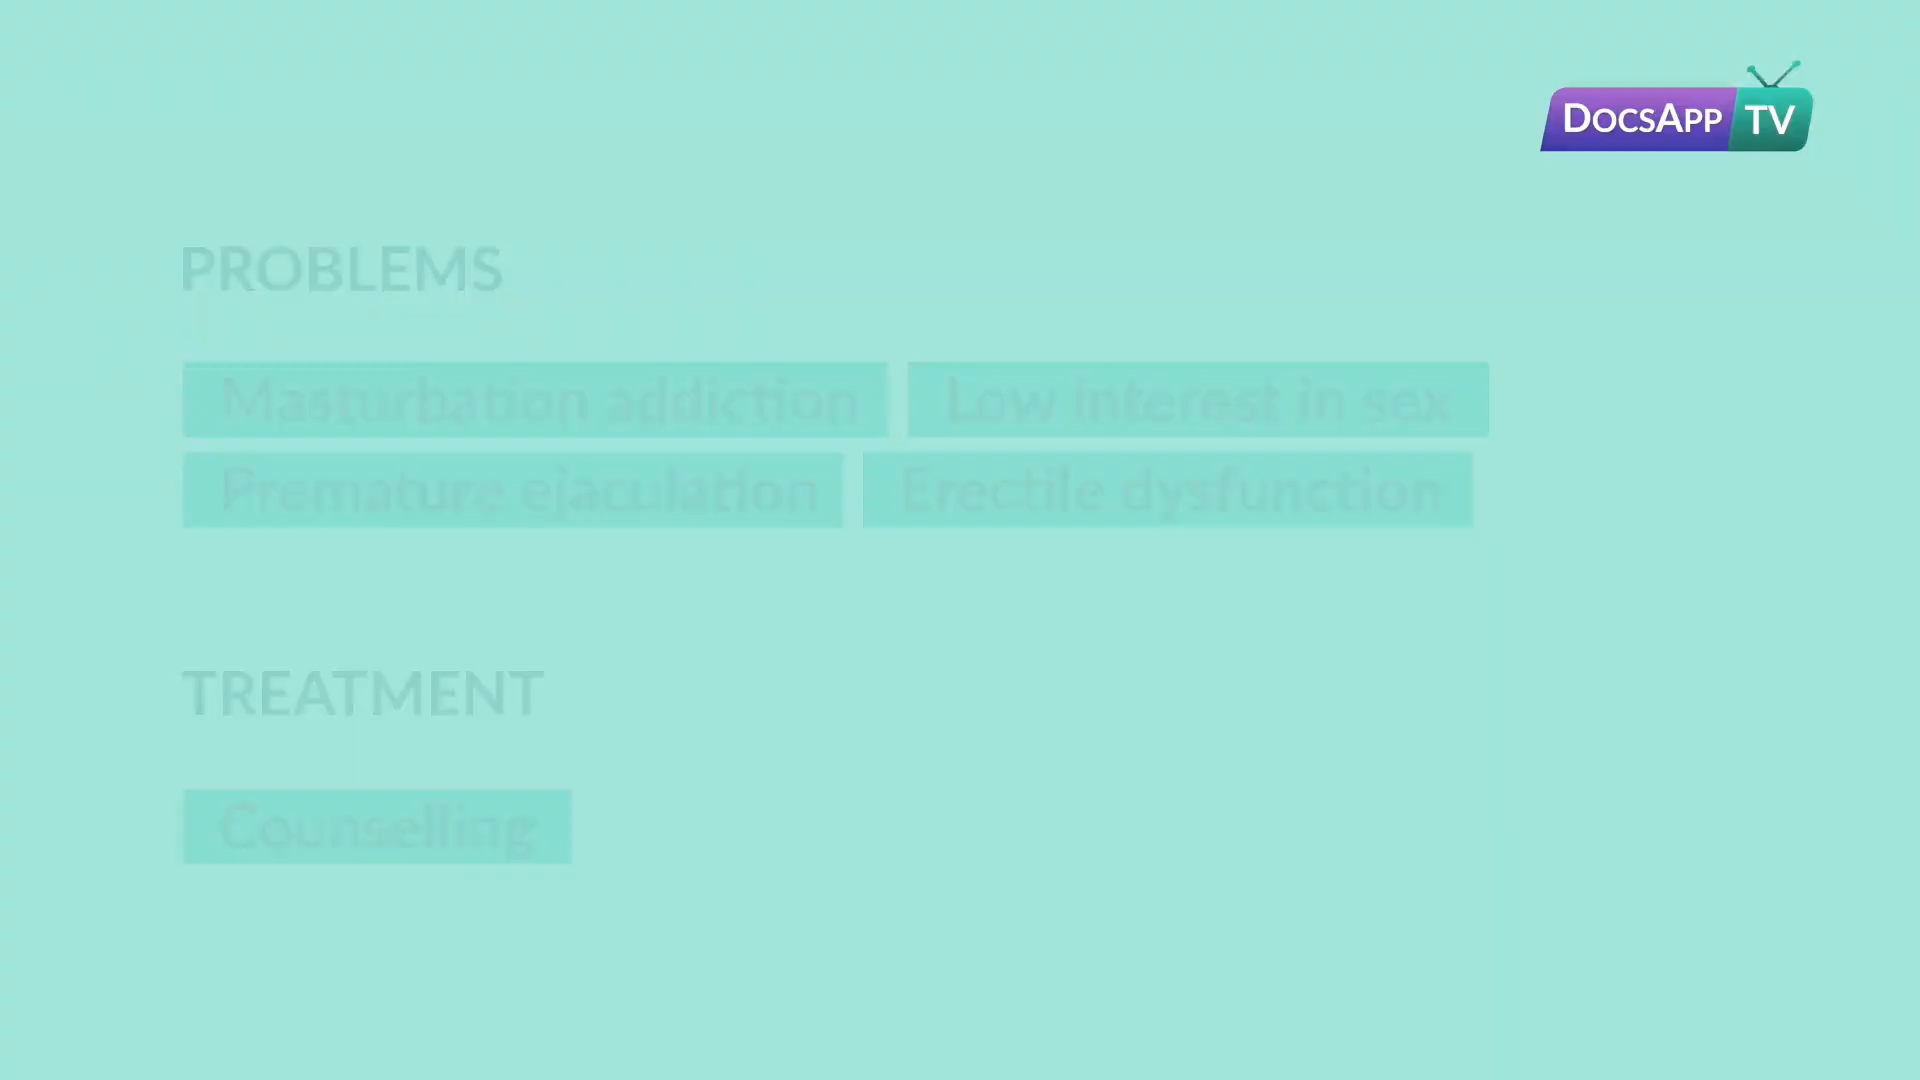 DOCSAPP TV
PROBLEMS
Masturbation addiction Low interest in sex
Premature ejaculation Erectile dysfunction
TREATMENT
Counselling